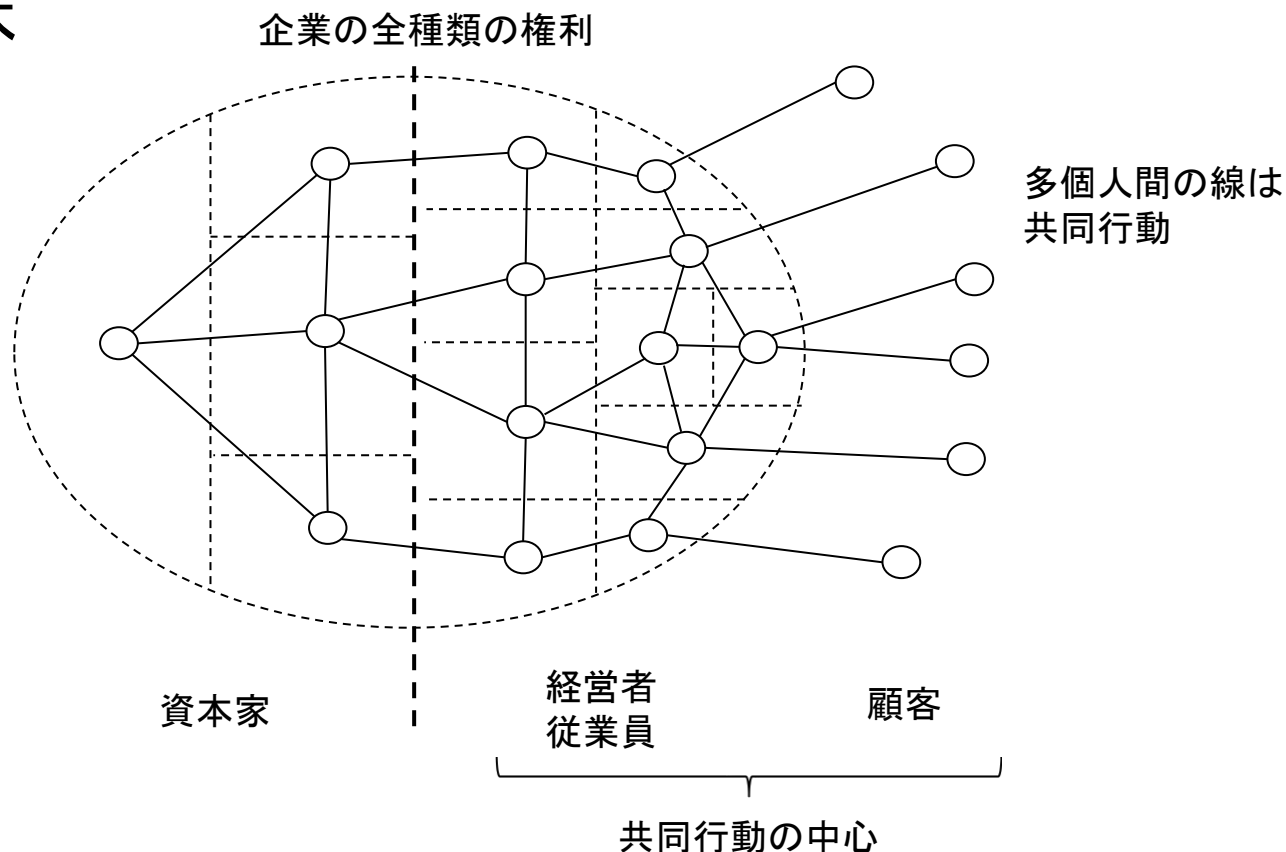 企業の全種類の権利
多個人間の線は
共同行動
資本家
経営者
従業員
顧客
共同行動の中心